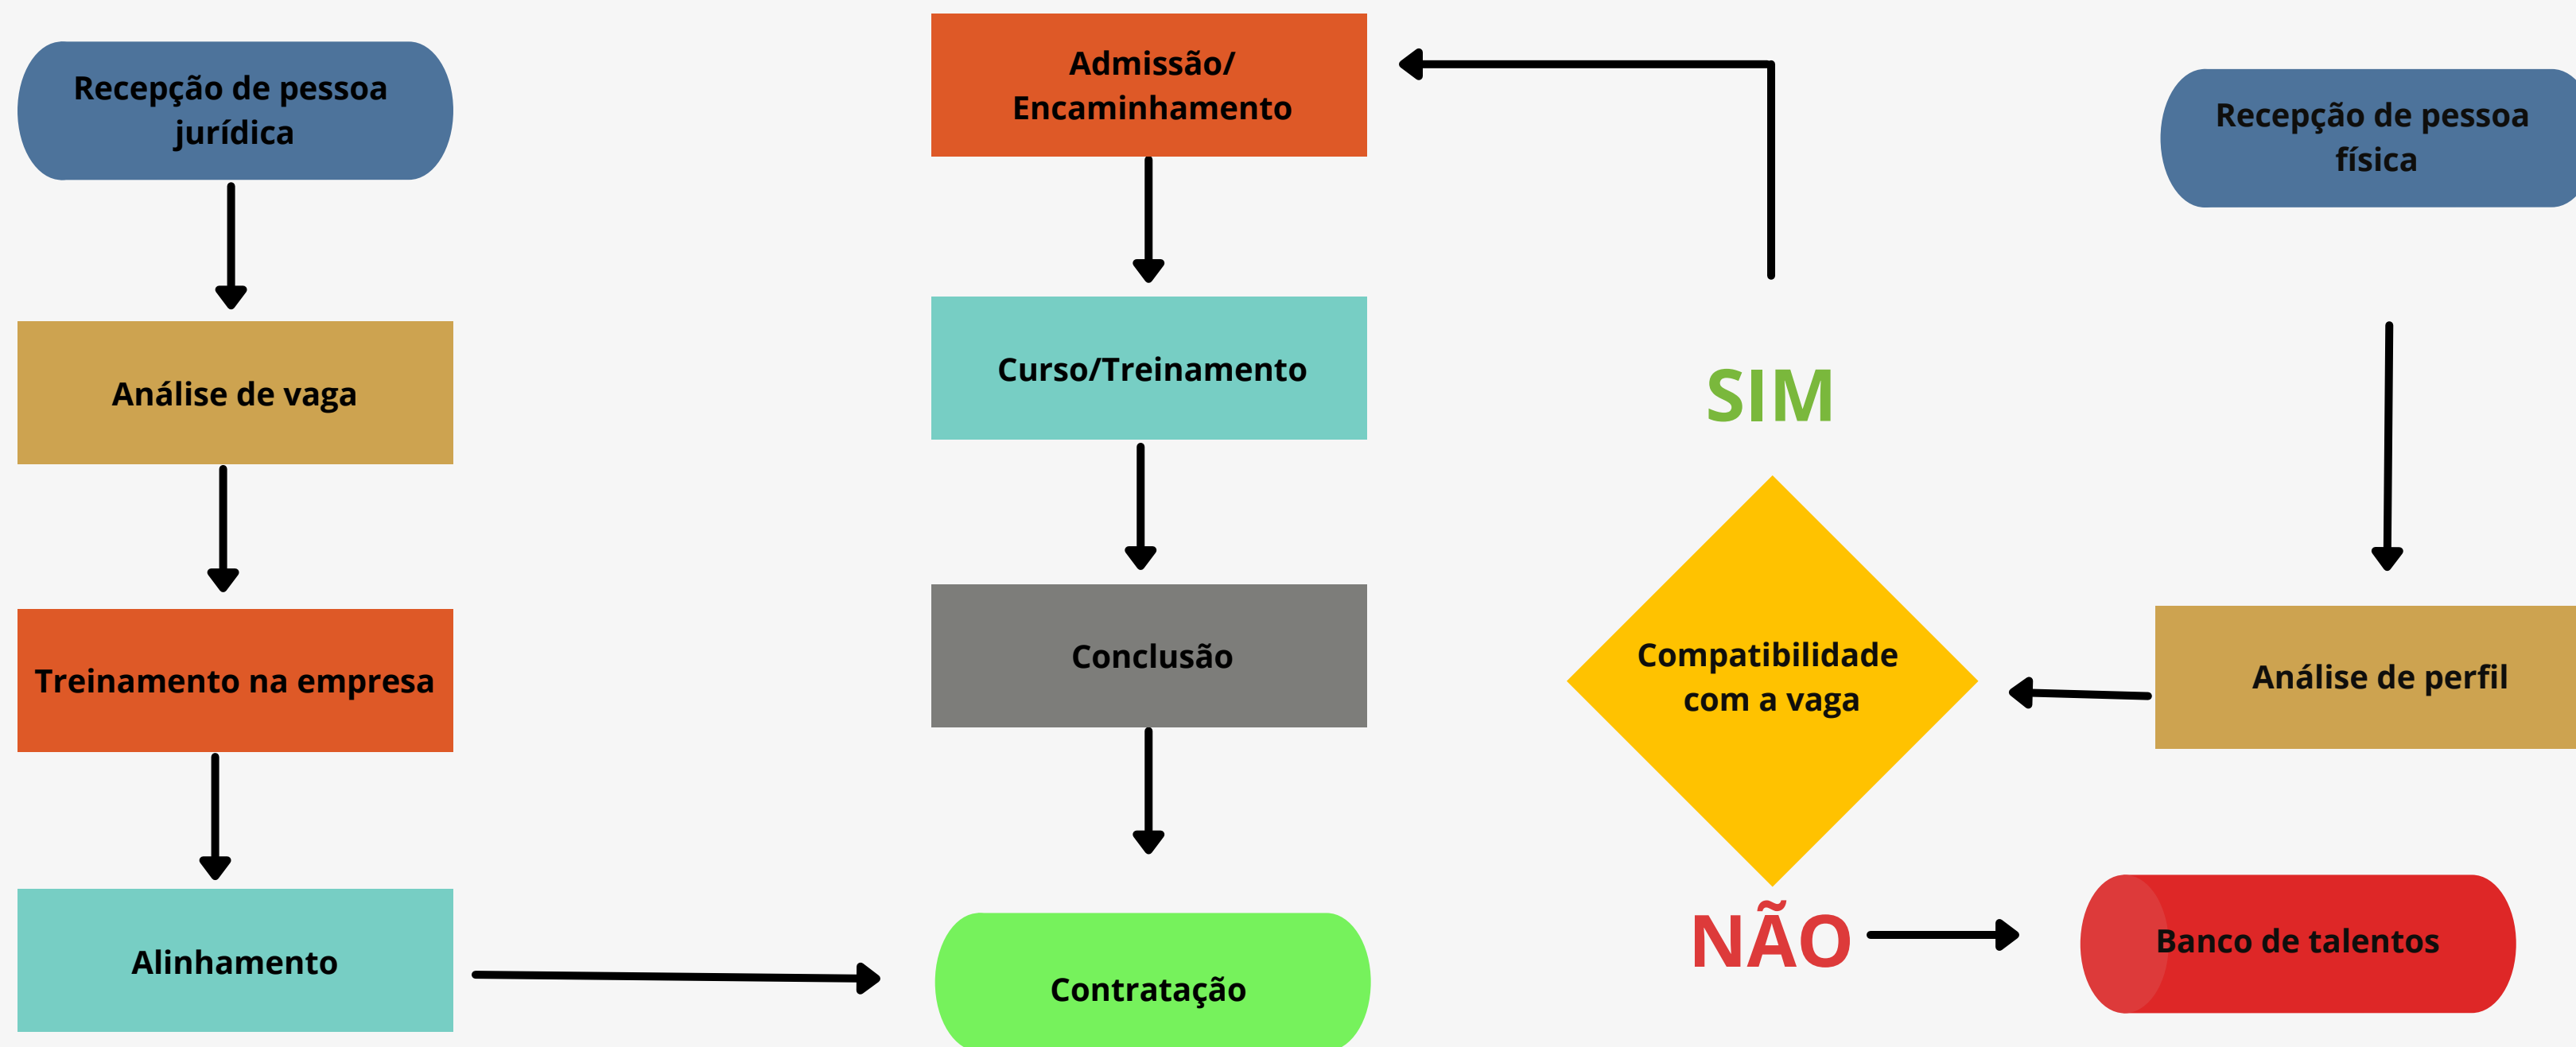 Recepção de pessoa
jurídica
Análise de vaga
Treinamento na empresa
Alinhamento
Admissão/
Encaminhamento
Curso/Treinamento
Conclusão
Contratação
SIM
Compatibilidade
com a vaga
NÃO
Recepção de pessoa
física
Análise de perfil
Banco de talentos